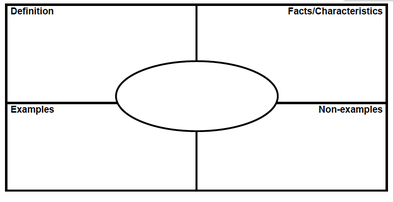 Definition
Facts/Characteristics
Examples
Non-examples